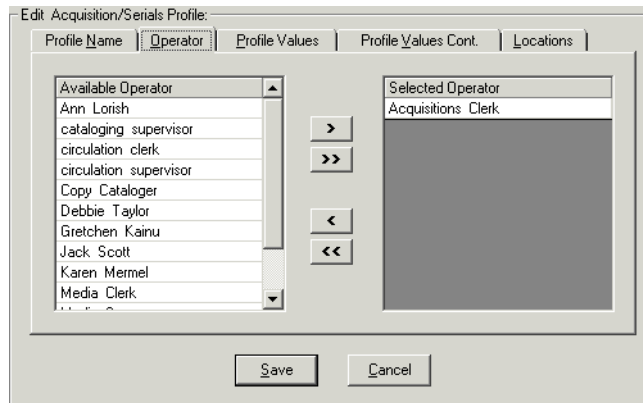 Edit Acquisition/Serials Profile:
Profile Name
Operator
Profile Values
Profile Values Cont.
Locations
Available Operator
Ann Lorish
cataloging supervisor
circulation clerk
circulation supervisor
Copy Cataloger
Debbie Taylor
Gretchen Kainu
Jack Scott
Karen Mermel
Media Clerk
>
>>
<
<<
Selected Operator
Acquisitions Clerk
Save
Cancel